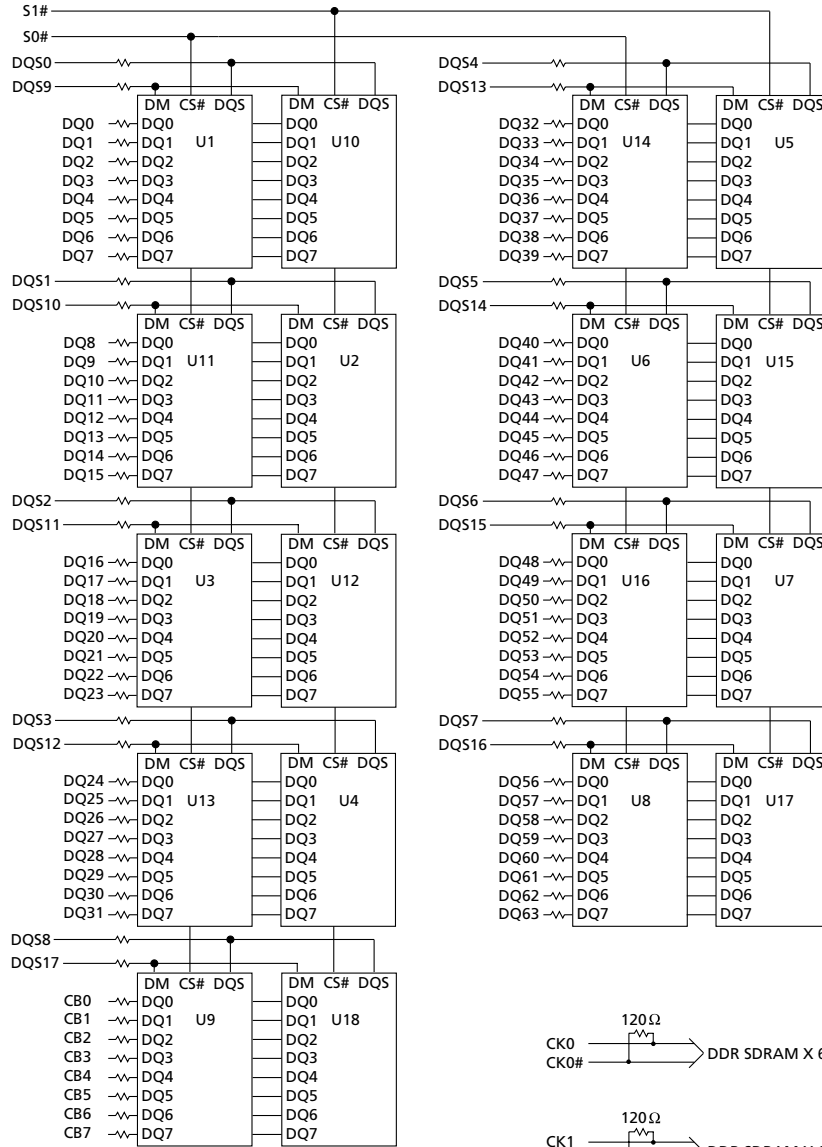 S1#
S0#
DQS0
DQS9
DM CS# DQS
DM CS# DQS
DQ0 DQ0 DQ0
DQ1 DQ1 U1 DQ1 U10
DQ2 DQ2 DQ2
DQ3 DQ3 DQ3
DQ4 DQ4 DQ4
DQ5 DQ5 DQ5
DQ6 DQ6 DQ6
DQ7 DQ7 DQ7
DQS1
DQS10
DM CS# DQS
DM CS# DQS
DQ8 DQ0 DQ0
DQ9 DQ1 U11 DQ1 U2
DQ10 DQ2 DQ2
DQ11 DQ3 DQ3
DQ12 DQ4 DQ4
DQ13 DQ5 DQ5
DQ14 DQ6 DQ6
DQ15 DQ7 DQ7
DQS2
DQS11
DM CS# DQS
DM CS# DQS
DQ16 DQ0 DQ0
DQ17 DQ1 U3 DQ1 U12
DQ18 DQ2 DQ2
DQ19 DQ3 DQ3
DQ20 DQ4 DQ4
DQ21 DQ5 DQ5
DQ22 DQ6 DQ6
DQ23 DQ7 DQ7
DQS3
DQS12
DM CS# DQS
DM CS# DQS
DQ24 DQ0 DQ0
DQ25 DQ1 U13 DQ1 U4
DQ26 DQ2 DQ2
DQ27 DQ3 DQ3
DQ28 DQ4 DQ4
DQ29 DQ5 DQ5
DQ30 DQ6 DQ6
DQ31 DQ7 DQ7
DQS8
DQS17
DM CS# DQS
DM CS# DQS
CB0 DQ0 DQ0
CB1 DQ1 U9 DQ1 U18
CB2 DQ2 DQ2
CB3 DQ3 DQ3
CB4 DQ4 DQ4
CB5 DQ5 DQ5
CB6 DQ6 DQ6
CB7 DQ7 DQ7
DQS4
DQS13
DM CS# DQS
DM CS# DQS
DQ32 DQ0 DQ0
DQ33 DQ1 U14 DQ1 U5
DQ34 DQ2 DQ2
DQ35 DQ3 DQ3
DQ36 DQ4 DQ4
DQ37 DQ5 DQ5
DQ38 DQ6 DQ6
DQ39 DQ7 DQ7
DQS5
DQS14
DM CS# DQS
DM CS# DQS
DQ40 DQ0 DQ0
DQ41 DQ1 U6 DQ1 U15
DQ42 DQ2 DQ2
DQ43 DQ3 DQ3
DQ44 DQ4 DQ4
DQ45 DQ5 DQ5
DQ46 DQ6 DQ6
DQ47 DQ7 DQ7
DQS6
DQS15
DM CS# DQS
DM CS# DQS
DQ48 DQ0 DQ0
DQ49 DQ1 U16 DQ1 U7
DQ50 DQ2 DQ2
DQ51 DQ3 DQ3
DQ52 DQ4 DQ4
DQ53 DQ5 DQ5
DQ54 DQ6 DQ6
DQ55 DQ7 DQ7
DQS7
DQS16
DM CS# DQS
DM CS# DQS
DQ56 DQ0 DQ0
DQ57 DQ1 U8 DQ1 U17
DQ58 DQ2 DQ2
DQ59 DQ3 DQ3
DQ60 DQ4 DQ4
DQ61 DQ5 DQ5
DQ62 DQ6 DQ6
DQ63 DQ7 DQ7
120Ω
CK0
CK0#
DDR SDRAM X 6
120Ω
CK1